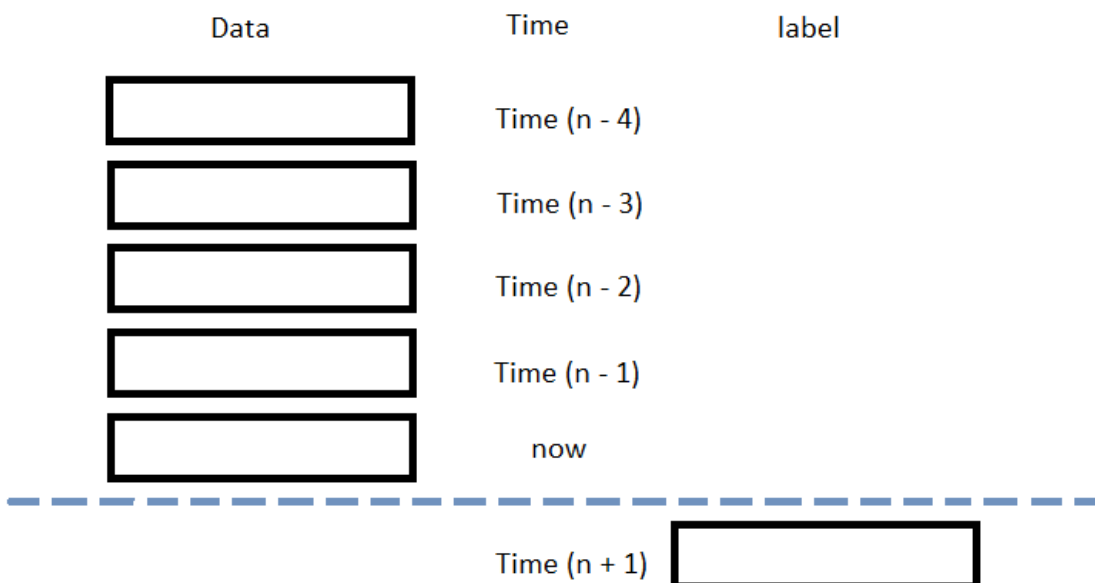 Data Time label
Time (n - 4)
Time (n - 3)
Time (n - 2)
Time (n - 1)
now
Time (n + 1)